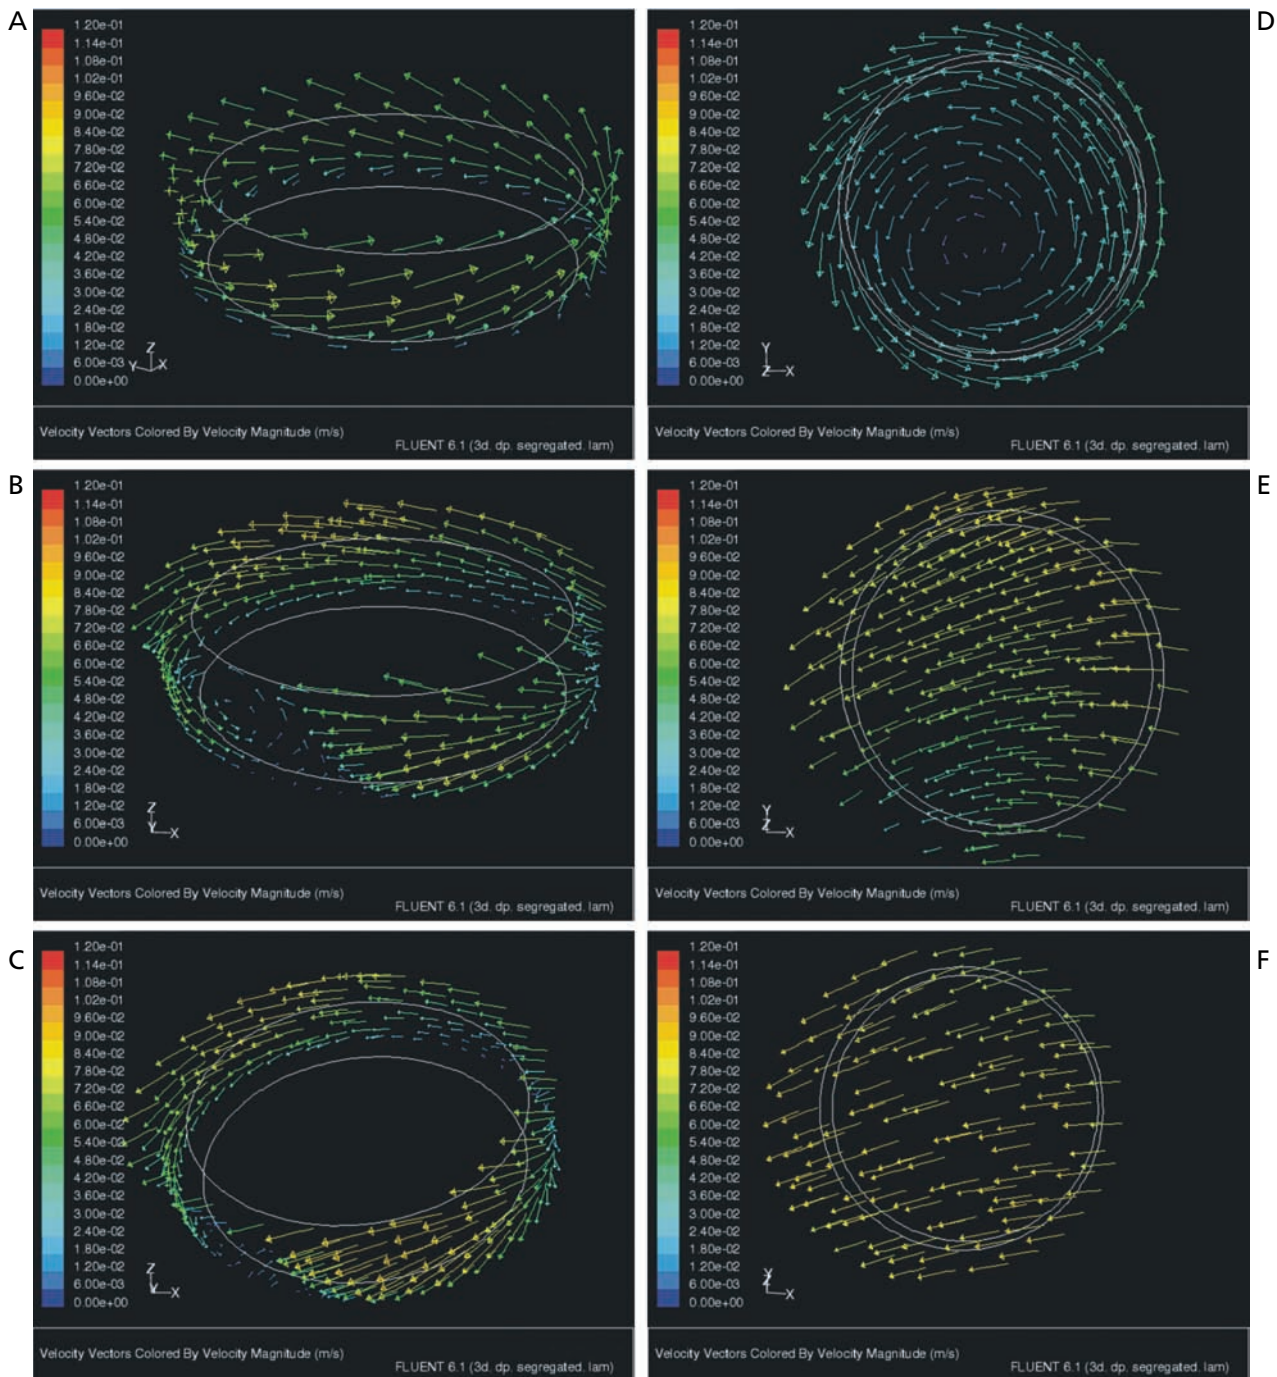 A
1.20e-01
1.14e-01
1.08e-01
1.02e-01
9.60e-02
9.00e-02
8.40e-02
7.80e-02
7.20e-02
6.60e-02
6.00e-02
5.40e-02
4.80e-02
4.20e-02
3.60e-02
3.00e-02
2.40e-02
1.80e-02
1.20e-02
6.00e-03
0.00e+00
Z
Y X
Velocity Vectors Colored By Velocity Magnitude (m/s)
FLUENT 6.1 (3d. dp. segregated. lam)
D
1.20e-01
1.14e-01
1.08e-01
1.02e-01
9.60e-02
9.00e-02
8.40e-02
7.80e-02
7.20e-02
6.60e-02
6.00e-02
5.40e-02
4.80e-02
4.20e-02
3.60e-02
3.00e-02
2.40e-02
1.80e-02
1.20e-02
6.00e-03
0.00e+00
Y
Z X
Velocity Vectors Colored By Velocity Magnitude (m/s)
FLUENT 6.1 (3d. dp. segregated. lam)
B
1.20e-01
1.14e-01
1.08e-01
1.02e-01
9.60e-02
9.00e-02
8.40e-02
7.80e-02
7.20e-02
6.60e-02
6.00e-02
5.40e-02
4.80e-02
4.20e-02
3.60e-02
3.00e-02
2.40e-02
1.80e-02
1.20e-02
6.00e-03
0.00e+00
Z
Y X
Velocity Vectors Colored By Velocity Magnitude (m/s)
FLUENT 6.1 (3d. dp. segregated. lam)
E
1.20e-01
1.14e-01
1.08e-01
1.02e-01
9.60e-02
9.00e-02
8.40e-02
7.80e-02
7.20e-02
6.60e-02
6.00e-02
5.40e-02
4.80e-02
4.20e-02
3.60e-02
3.00e-02
2.40e-02
1.80e-02
1.20e-02
6.00e-03
0.00e+00
Y
Z X
Velocity Vectors Colored By Velocity Magnitude (m/s)
FLUENT 6.1 (3d. dp. segregated. lam)
C
1.20e-01
1.14e-01
1.08e-01
1.02e-01
9.60e-02
9.00e-02
8.40e-02
7.80e-02
7.20e-02
6.60e-02
6.00e-02
5.40e-02
4.80e-02
4.20e-02
3.60e-02
3.00e-02
2.40e-02
1.80e-02
1.20e-02
6.00e-03
0.00e+00
Z
Y X
Velocity Vectors Colored By Velocity Magnitude (m/s)
FLUENT 6.1 (3d. dp. segregated. lam)
F
1.20e-01
1.14e-01
1.08e-01
1.02e-01
9.60e-02
9.00e-02
8.40e-02
7.80e-02
7.20e-02
6.60e-02
6.00e-02
5.40e-02
4.80e-02
4.20e-02
3.60e-02
3.00e-02
2.40e-02
1.80e-02
1.20e-02
6.00e-03
0.00e+00
Y
Z
X
Velocity Vectors Colored By Velocity Magnitude (m/s)
FLUENT 6.1 (3d. dp. segregated. lam)